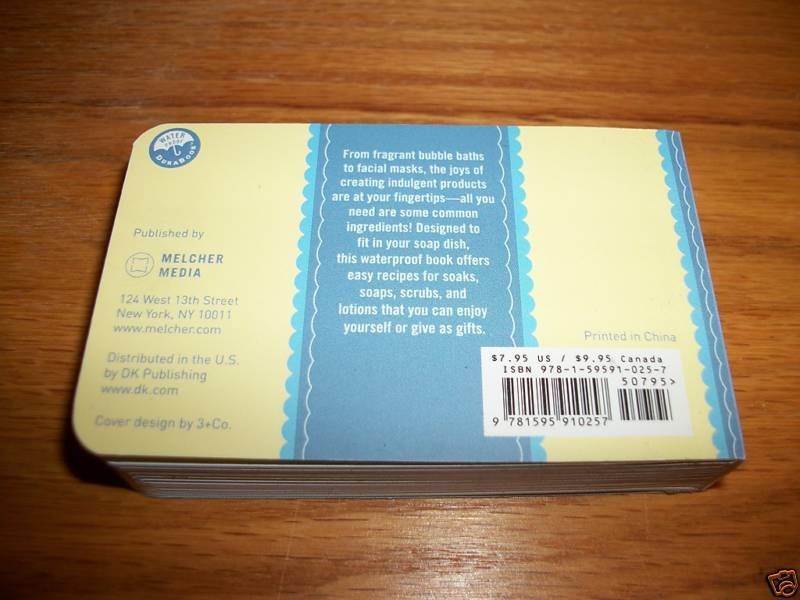 WATER
PROOF
DURABOOK
From fragrant bubble baths
to facial masks, the joys of
creating indulgent products
are at your fingertips—all you
need are some common
ingredients! Designed to
fit in your soap dish,
this waterproof book offers
easy recipes for soaks,
soaps, scrubs, and
lotions that you can enjoy
yourself or give as gifts.
Published by
MELCHER
MEDIA
124 West 13th Street
New York, NY 10011
www.melcher.com
Distributed in the U.S.
by DK Publishing
www.dk.com
Cover design by 3+Co.
Printed in China
$7.95 US / $9.95 Canada
ISBN 978-1-59591-025-7
50795>
9 781595 910257